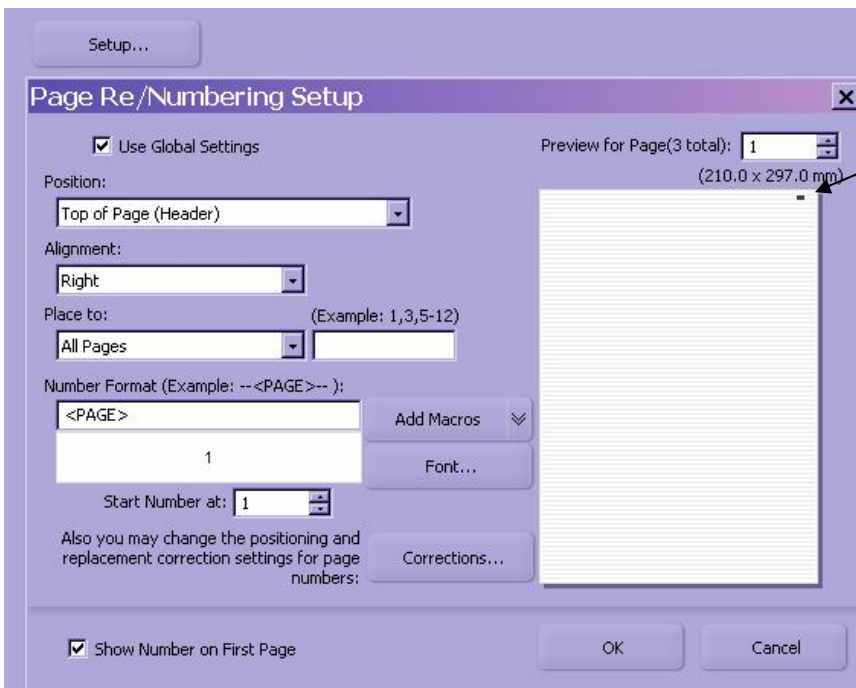 Setup...
Page Re/Numbering Setup
Use Global Settings
Preview for Page(3 total): 1
(210.0 x 297.0 mm)
Position:
Top of Page (Header)
Alignment:
Right
Place to: (Example: 1,3,5-12)
All Pages
Number Format (Example: --<PAGE>-- ):
<PAGE>
Add Macros
1
Font...
Start Number at: 1
Also you may change the positioning and
replacement correction settings for page
numbers:
Corrections...
Show Number on First Page
OK
Cancel